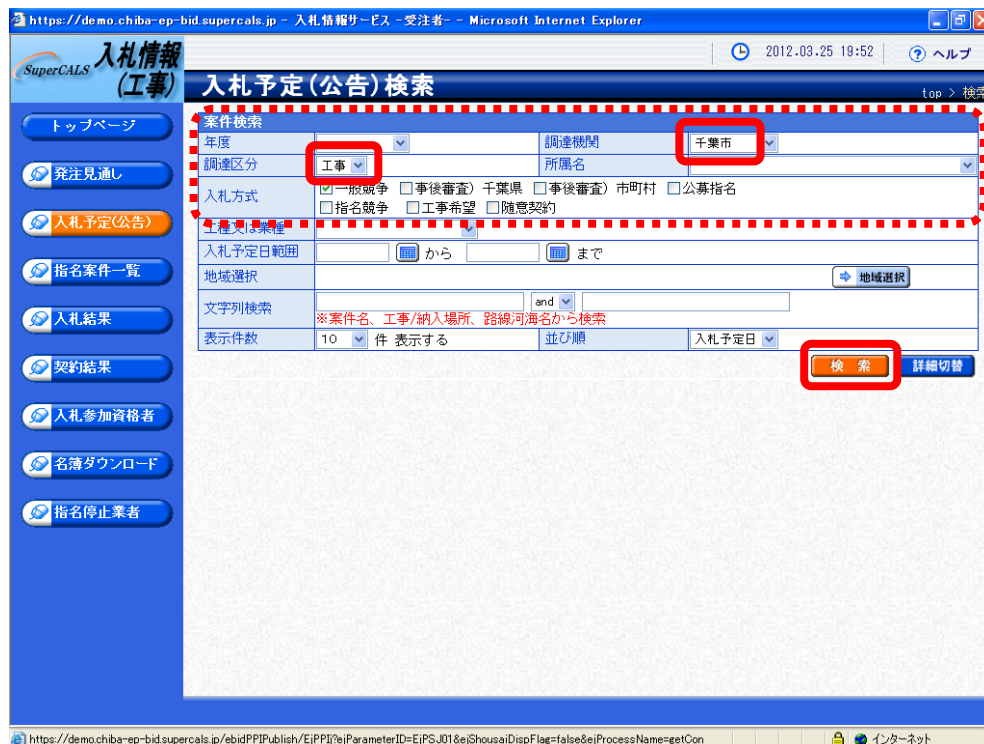 https://demo.chiba-ep-bid.supercals.jp - 入札情報サービス -受注者- - Microsoft Internet Explorer
SuperCALS 入札情報
(工事)
2012.03.25 19:52 ヘルプ
入札予定(公告)検索
top > 検索
トップページ
発注見通し
入札予定(公告)
指名案件一覧
入札結果
契約結果
入札参加資格者
名簿ダウンロード
指名停止業者
案件検索
年度 調達機関 千葉市
調達区分 工事 所属名
入札方式 一般競争 事後審査)千葉県 事後審査)市町村 公募指名
指名競争 工事希望 随意契約
工種又は業種
入札予定日範囲 から まで
地域選択 地域選択
文字列検索 and
※案件名、工事/納入場所、路線河海名から検索
表示件数 10 件 表示する 並び順 入札予定日
検 索 詳細切替
https://demo.chiba-ep-bid.supercals.jp/ebidPPIPublish/EjPPIj?ejParameterID=EjPSJ01&ejShousaiDispFlag=false&ejProcessName=getCon インターネット